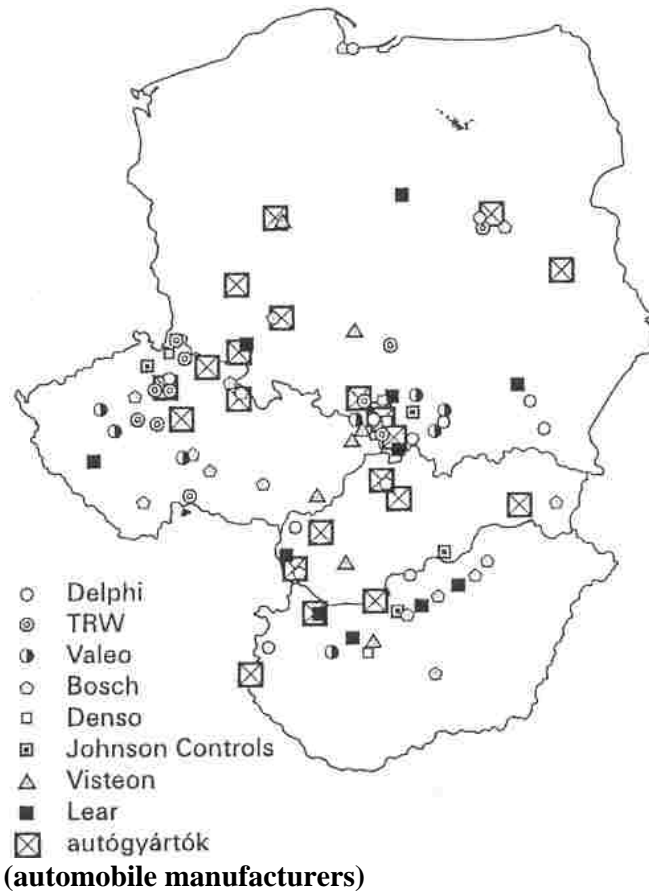 Delphi
TRW
Valeo
Bosch
Denso
Johnson Controls
Visteon
Lear
autógyártók
(automobile manufacturers)